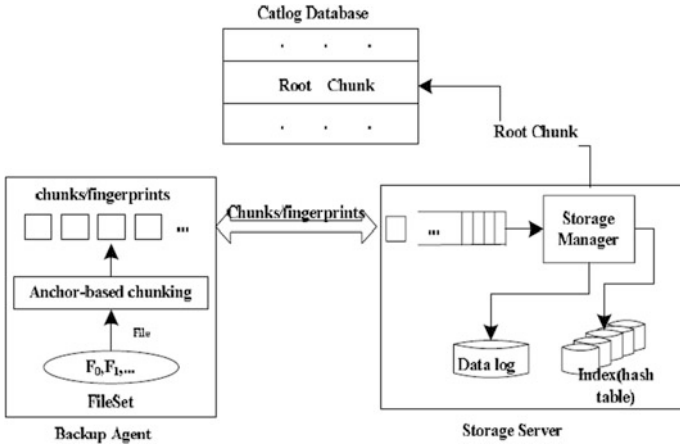 Catlog Database
. . .
Root Chunk
. . .
Root Chunk
chunks/fingerprints
...
Anchor-based chunking
File
F0,F1,...
FileSet
Backup Agent
Chunks/fingerprints
...
Storage
Manager
Data log
Index(hash
table)
Storage Server